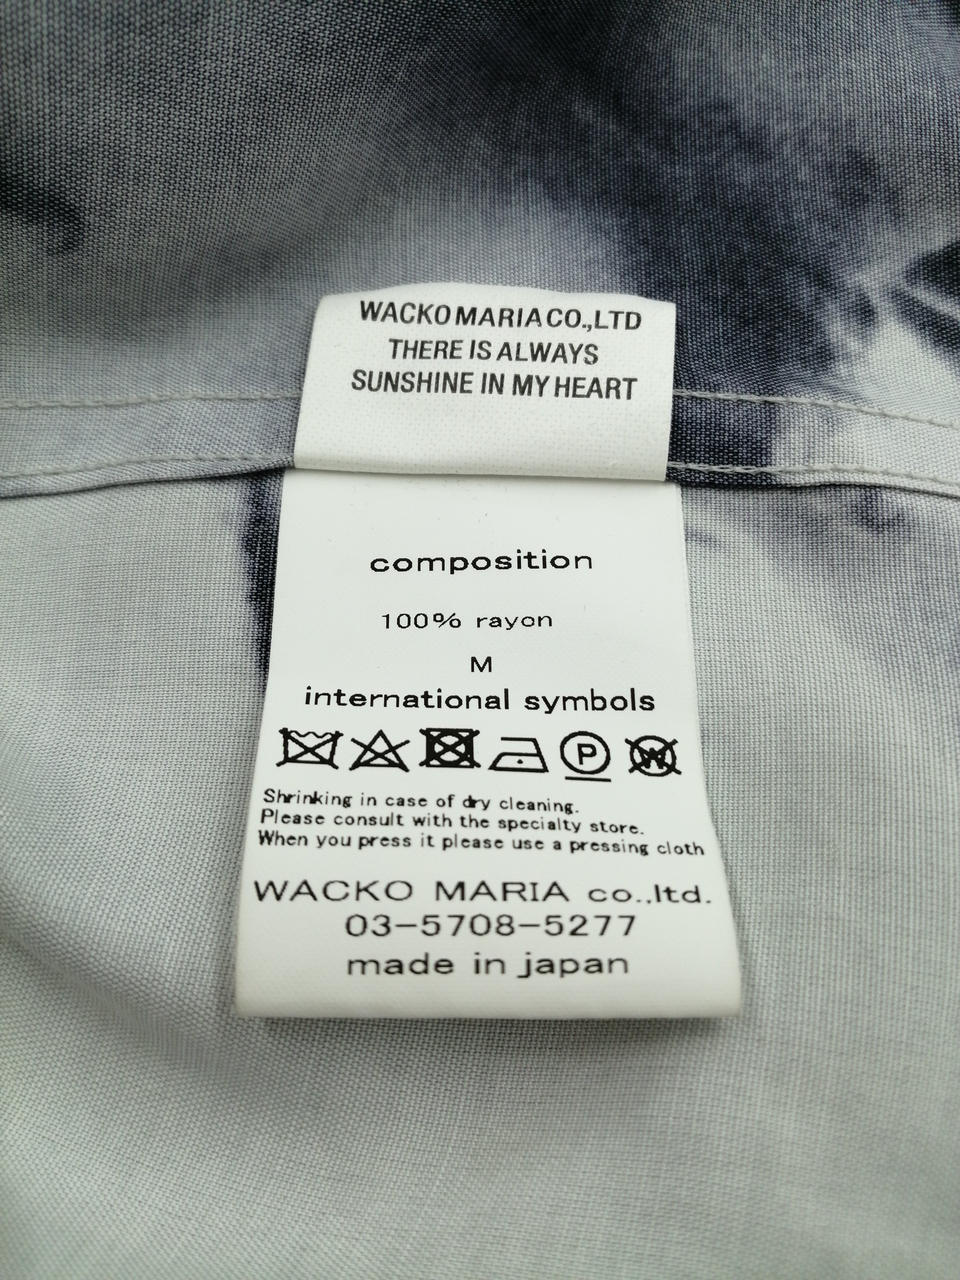 WACKO MARIA CO.,LTD
THERE IS ALWAYS
SUNSHINE IN MY HEART
composition
100% rayon
M
international symbols
P W
Shrinking in case of dry cleaning.
Please consult with the specialty store.
When you press it please use a pressing cloth
WACKO MARIA co.,ltd.
03-5708-5277
made in japan